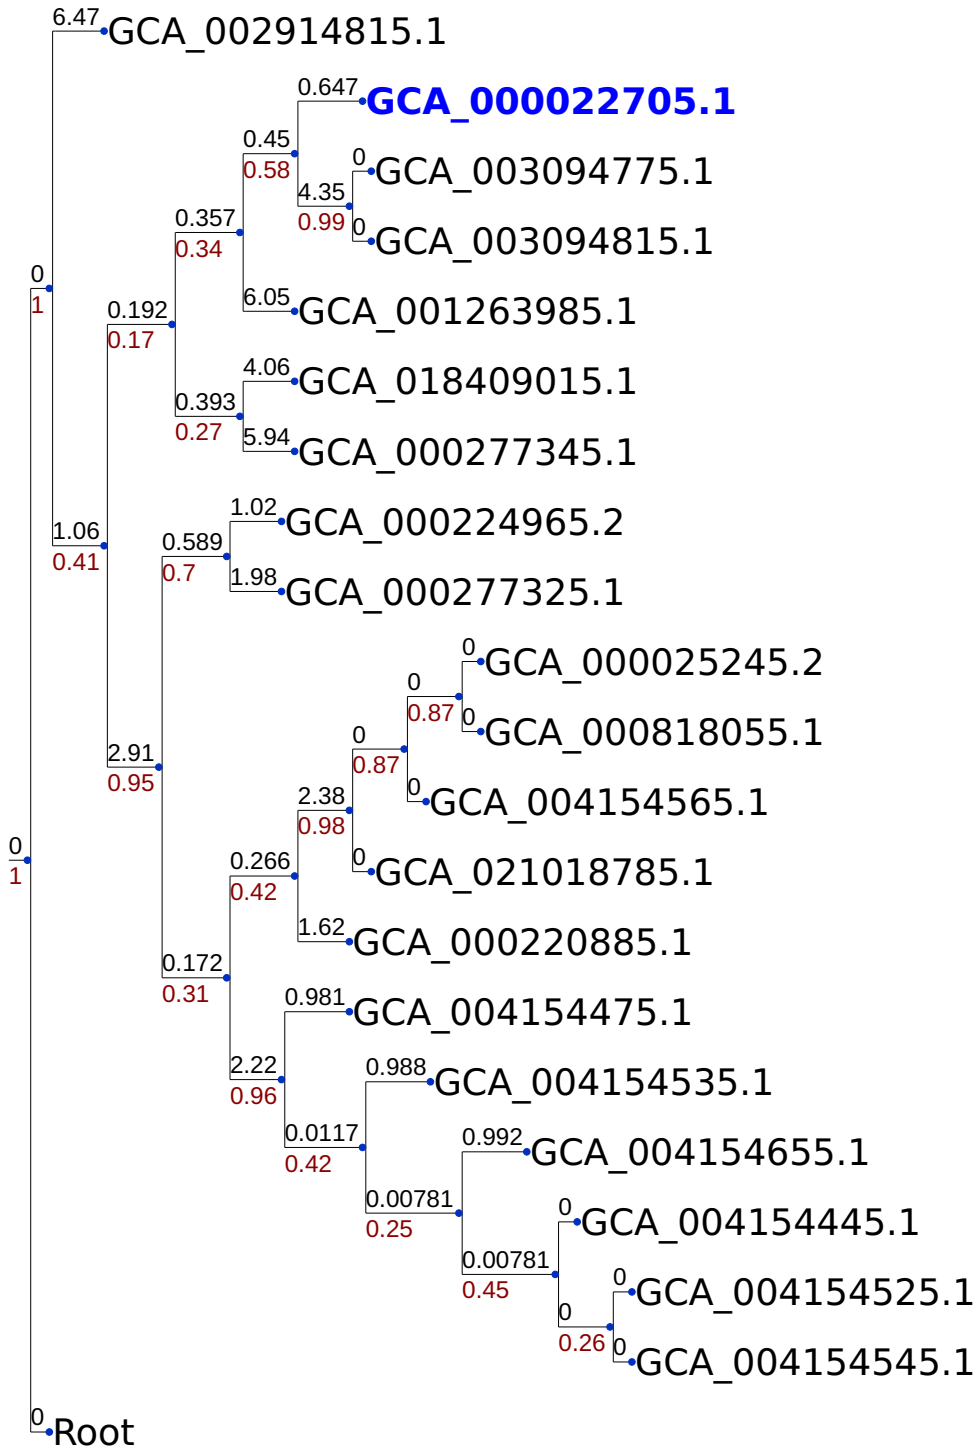 6.47
GCA_002914815.1
0.647
GCA_000022705.1
0.45
0.58
0
GCA_003094775.1
4.35
0.99
0
GCA_003094815.1
0.357
0.34
0
1
6.05
GCA_001263985.1
0.192
0.17
4.06
GCA_018409015.1
0.393
0.27
5.94
GCA_000277345.1
1.06
0.41
1.02
GCA_000224965.2
0.589
0.7
1.98
GCA_000277325.1
0
GCA_000025245.2
0
0.87
0
GCA_000818055.1
0
0.87
2.91
0.95
0
GCA_004154565.1
2.38
0.98
0
1
0.266
0.42
0
GCA_021018785.1
1.62
GCA_000220885.1
0.172
0.31
0.981
GCA_004154475.1
2.22
0.96
0.988
GCA_004154535.1
0.0117
0.42
0.992
GCA_004154655.1
0.00781
0.25
0
GCA_004154445.1
0.00781
0.45
0
GCA_004154525.1
0
0.26
0
GCA_004154545.1
0
Root